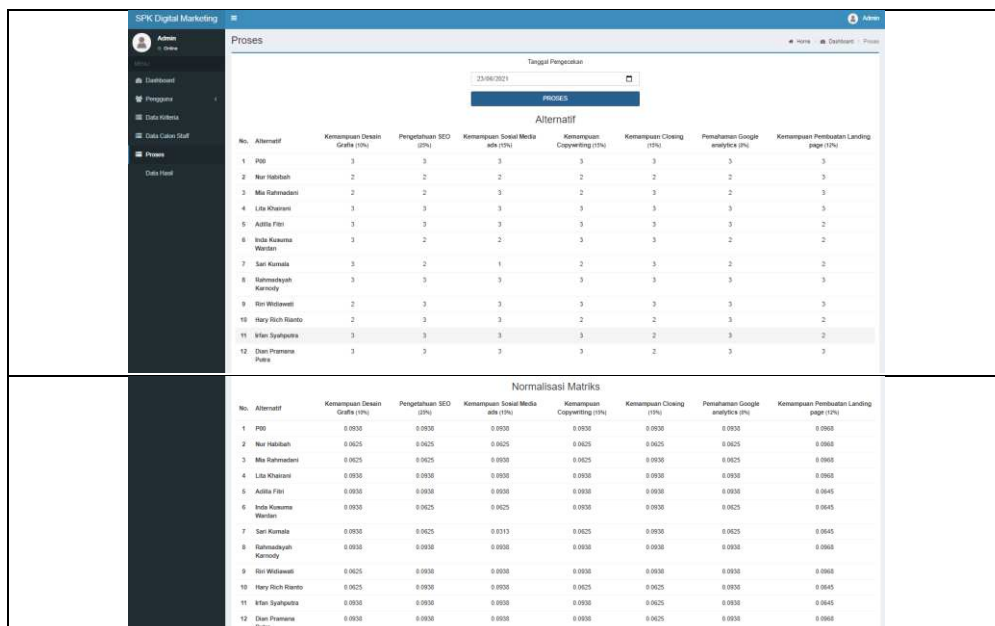 SPK Digital Marketing
Admin
Admin
Online
MENU
Dashboard
Pengguna
Data Kriteria
Data Calon Staff
Proses
Data Hasil
Proses
Home Dashboard Proses
Tanggal Pengecekan
23/06/2021
PROSES
Alternatif
No. Alternatif Kemampuan Desain Grafis (10%) Pengetahuan SEO (25%) Kemampuan Sosial Media ads (15%) Kemampuan Copywriting (15%) Kemampuan Closing (15%) Pemahaman Google analytics (8%) Kemampuan Pembuatan Landing page (12%)
1 P00 3 3 3 3 3 3 3
2 Nur Habibah 2 2 2 2 2 2 3
3 Mia Rahmadani 2 2 3 2 3 2 3
4 Lita Khairani 3 3 3 3 3 3 3
5 Aditia Fitri 3 3 3 3 3 3 2
6 Inda Kusuma Wardan 3 2 2 3 3 2 2
7 Sari Kumala 3 2 1 2 3 2 2
8 Rahmadsyah Karnody 3 3 3 3 3 3 3
9 Riri Widiawati 2 3 3 3 3 3 3
10 Hary Rich Rianto 2 3 3 2 2 3 2
11 Irfan Syahputra 3 3 3 3 2 3 2
12 Dian Pramana Putra 3 3 3 3 2 3 3
Normalisasi Matriks
No. Alternatif Kemampuan Desain Grafis (10%) Pengetahuan SEO (25%) Kemampuan Sosial Media ads (15%) Kemampuan Copywriting (15%) Kemampuan Closing (15%) Pemahaman Google analytics (8%) Kemampuan Pembuatan Landing page (12%)
1 P00 0.0938 0.0938 0.0938 0.0938 0.0938 0.0938 0.0968
2 Nur Habibah 0.0625 0.0625 0.0625 0.0625 0.0625 0.0625 0.0968
3 Mia Rahmadani 0.0625 0.0625 0.0938 0.0625 0.0938 0.0625 0.0968
4 Lita Khairani 0.0938 0.0938 0.0938 0.0938 0.0938 0.0938 0.0968
5 Aditia Fitri 0.0938 0.0938 0.0938 0.0938 0.0938 0.0938 0.0645
6 Inda Kusuma Wardan 0.0938 0.0938 0.0625 0.0625 0.0938 0.0938 0.0645
7 Sari Kumala 0.0938 0.0625 0.0313 0.0625 0.0938 0.0938 0.0645
8 Rahmadsyah Karnody 0.0938 0.0938 0.0938 0.0938 0.0938 0.0938 0.0968
9 Riri Widiawati 0.0625 0.0938 0.0938 0.0938 0.0938 0.0938 0.0968
10 Hary Rich Rianto 0.0625 0.0938 0.0938 0.0625 0.0625 0.0938 0.0645
11 Irfan Syahputra 0.0938 0.0938 0.0938 0.0938 0.0625 0.0938 0.0645
12 Dian Pramana 0.0938 0.0938 0.0938 0.0938 0.0625 0.0938 0.0968